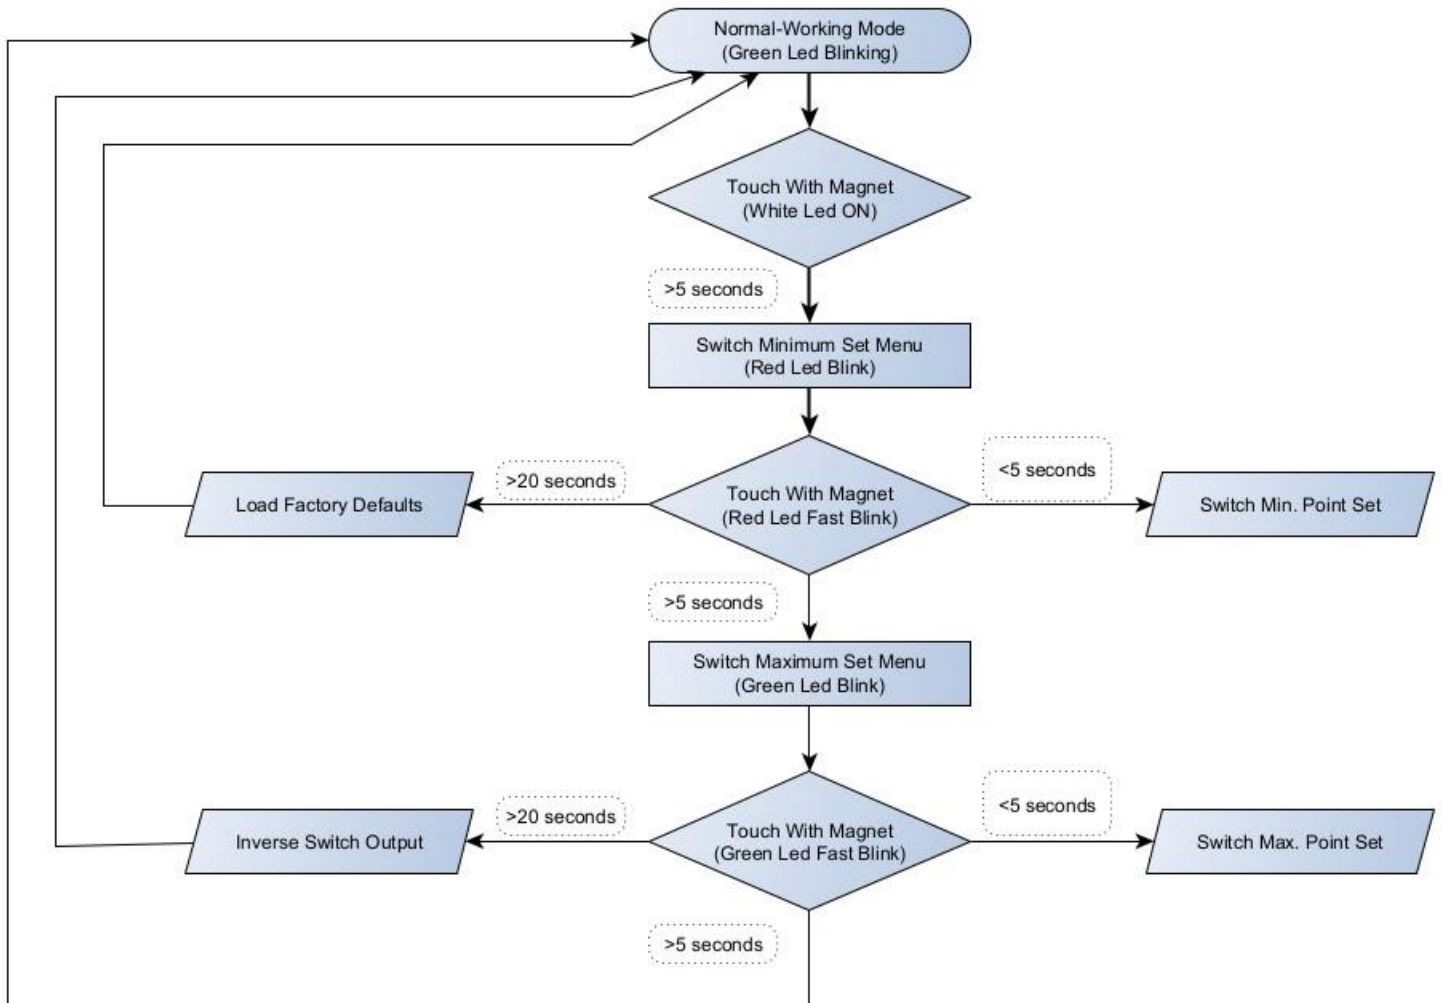 Normal-Working Mode
(Green Led Blinking)
Touch With Magnet
(White Led ON)
>5 seconds
Switch Minimum Set Menu
(Red Led Blink)
>20 seconds
<5 seconds
Load Factory Defaults
Touch With Magnet
(Red Led Fast Blink)
Switch Min. Point Set
>5 seconds
Switch Maximum Set Menu
(Green Led Blink)
>20 seconds
<5 seconds
Inverse Switch Output
Touch With Magnet
(Green Led Fast Blink)
Switch Max. Point Set
>5 seconds